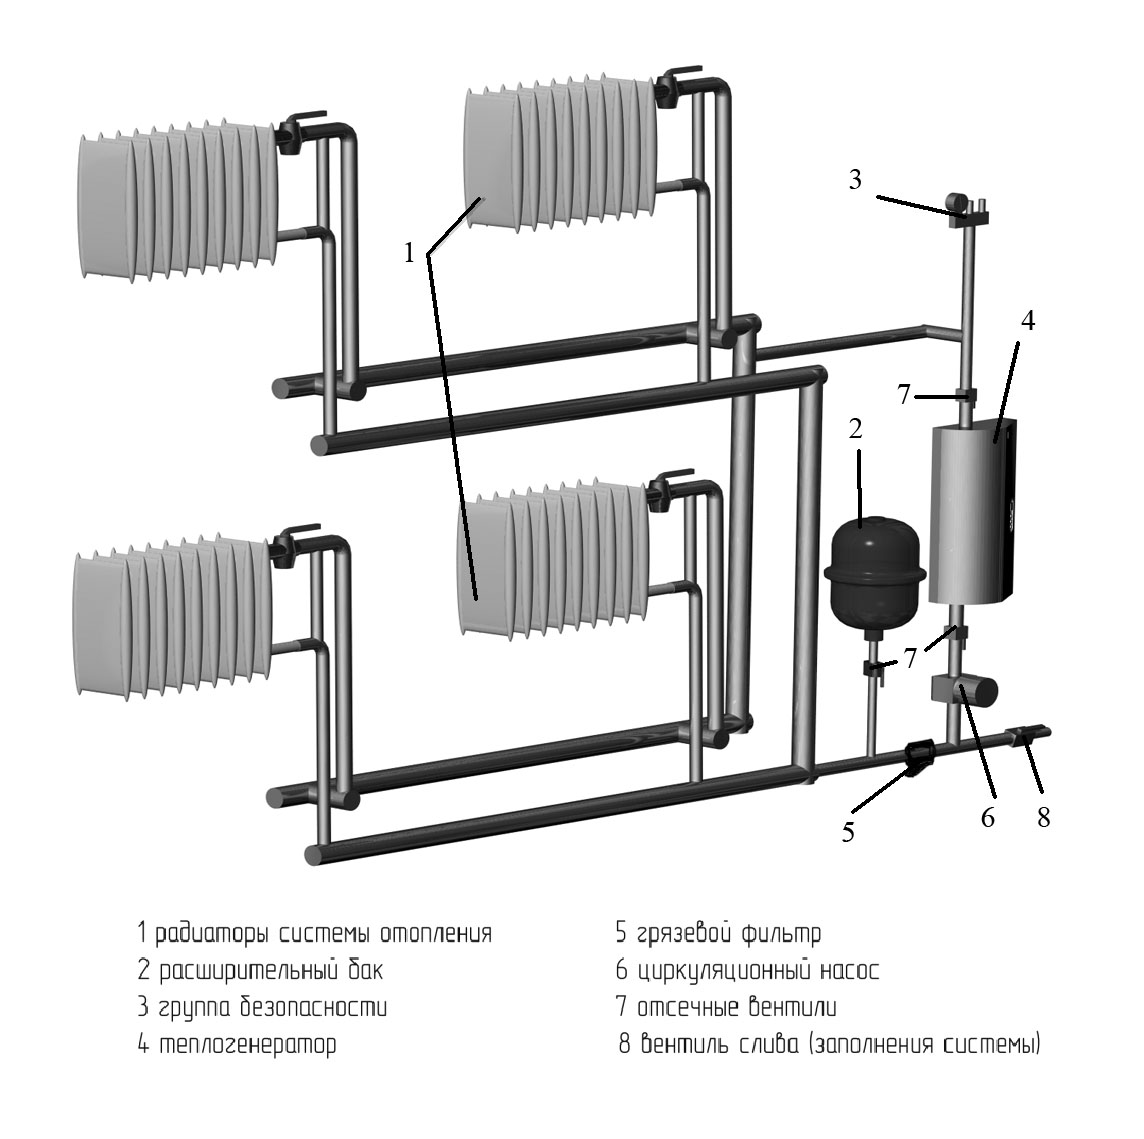 3
1
4
7
2
7
5
6
8
1 радиаторы системы отопления
2 расширительный бак
3 группа безопасности
4 теплогенератор
5 грязевой фильтр
6 циркуляционный насос
7 отсечные вентили
8 вентиль слива (заполнения системы)